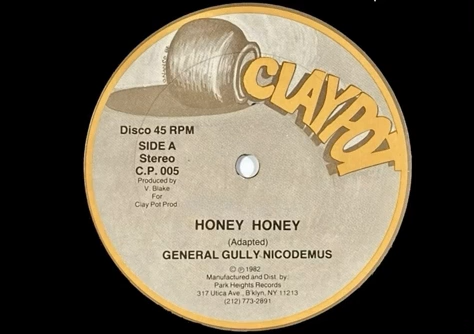 CLAYPOT
Disco 45 RPM
SIDE A
Stereo
C.P. 005
Produced by
V. Blake
For
Clay Pot Prod.
HONEY HONEY
(Adapted)
GENERAL GULLY NICODEMUS
© ℗ 1982
Manufactured and Dist. by:
Park Heights Records
317 Utica Ave., B'klyn, NY 11213
(212) 773-2891